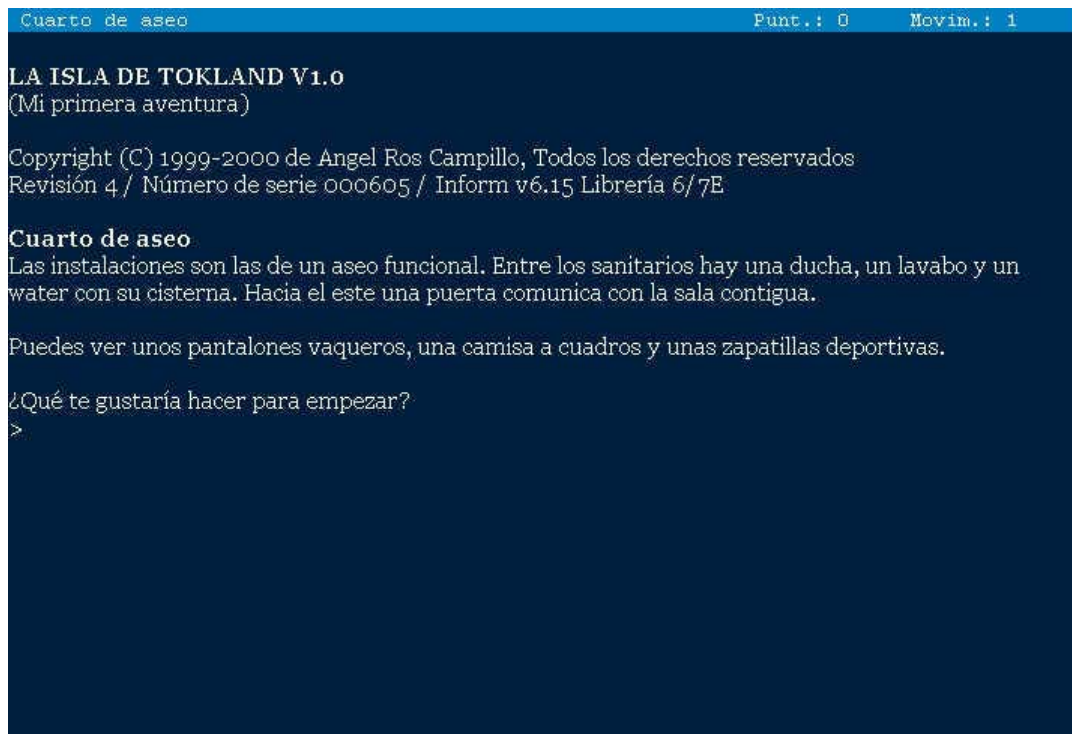 Cuarto de aseo Punt.: 0 Movim.: 1
LA ISLA DE TOKLAND V1.0
(Mi primera aventura)
Copyright (C) 1999-2000 de Angel Ros Campillo, Todos los derechos reservados
Revisión 4 / Número de serie 000605 / Inform v6.15 Librería 6/7E
Cuarto de aseo
Las instalaciones son las de un aseo funcional. Entre los sanitarios hay una ducha, un lavabo y un
water con su cisterna. Hacia el este una puerta comunica con la sala contigua.
Puedes ver unos pantalones vaqueros, una camisa a cuadros y unas zapatillas deportivas.
¿Qué te gustaría hacer para empezar?
>